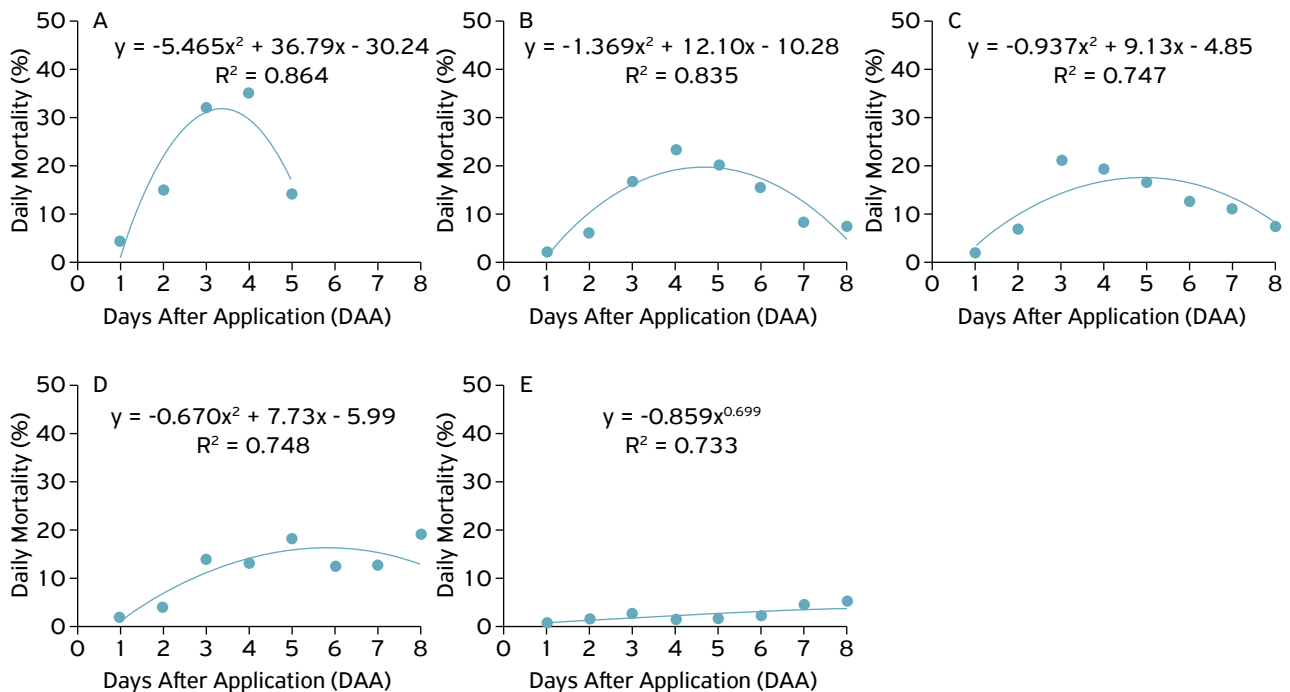 A
y = -5.465x² + 36.79x - 30.24
R² = 0.864
Daily Mortality (%)
50
40
30
20
10
0
0 1 2 3 4 5 6 7 8
Days After Application (DAA)
B
y = -1.369x² + 12.10x - 10.28
R² = 0.835
Daily Mortality (%)
50
40
30
20
10
0
0 1 2 3 4 5 6 7 8
Days After Application (DAA)
C
y = -0.937x² + 9.13x - 4.85
R² = 0.747
Daily Mortality (%)
50
40
30
20
10
0
0 1 2 3 4 5 6 7 8
Days After Application (DAA)
D
y = -0.670x² + 7.73x - 5.99
R² = 0.748
Daily Mortality (%)
50
40
30
20
10
0
0 1 2 3 4 5 6 7 8
Days After Application (DAA)
E
y = -0.859x⁰·⁶⁹⁹
R² = 0.733
Daily Mortality (%)
50
40
30
20
10
0
0 1 2 3 4 5 6 7 8
Days After Application (DAA)